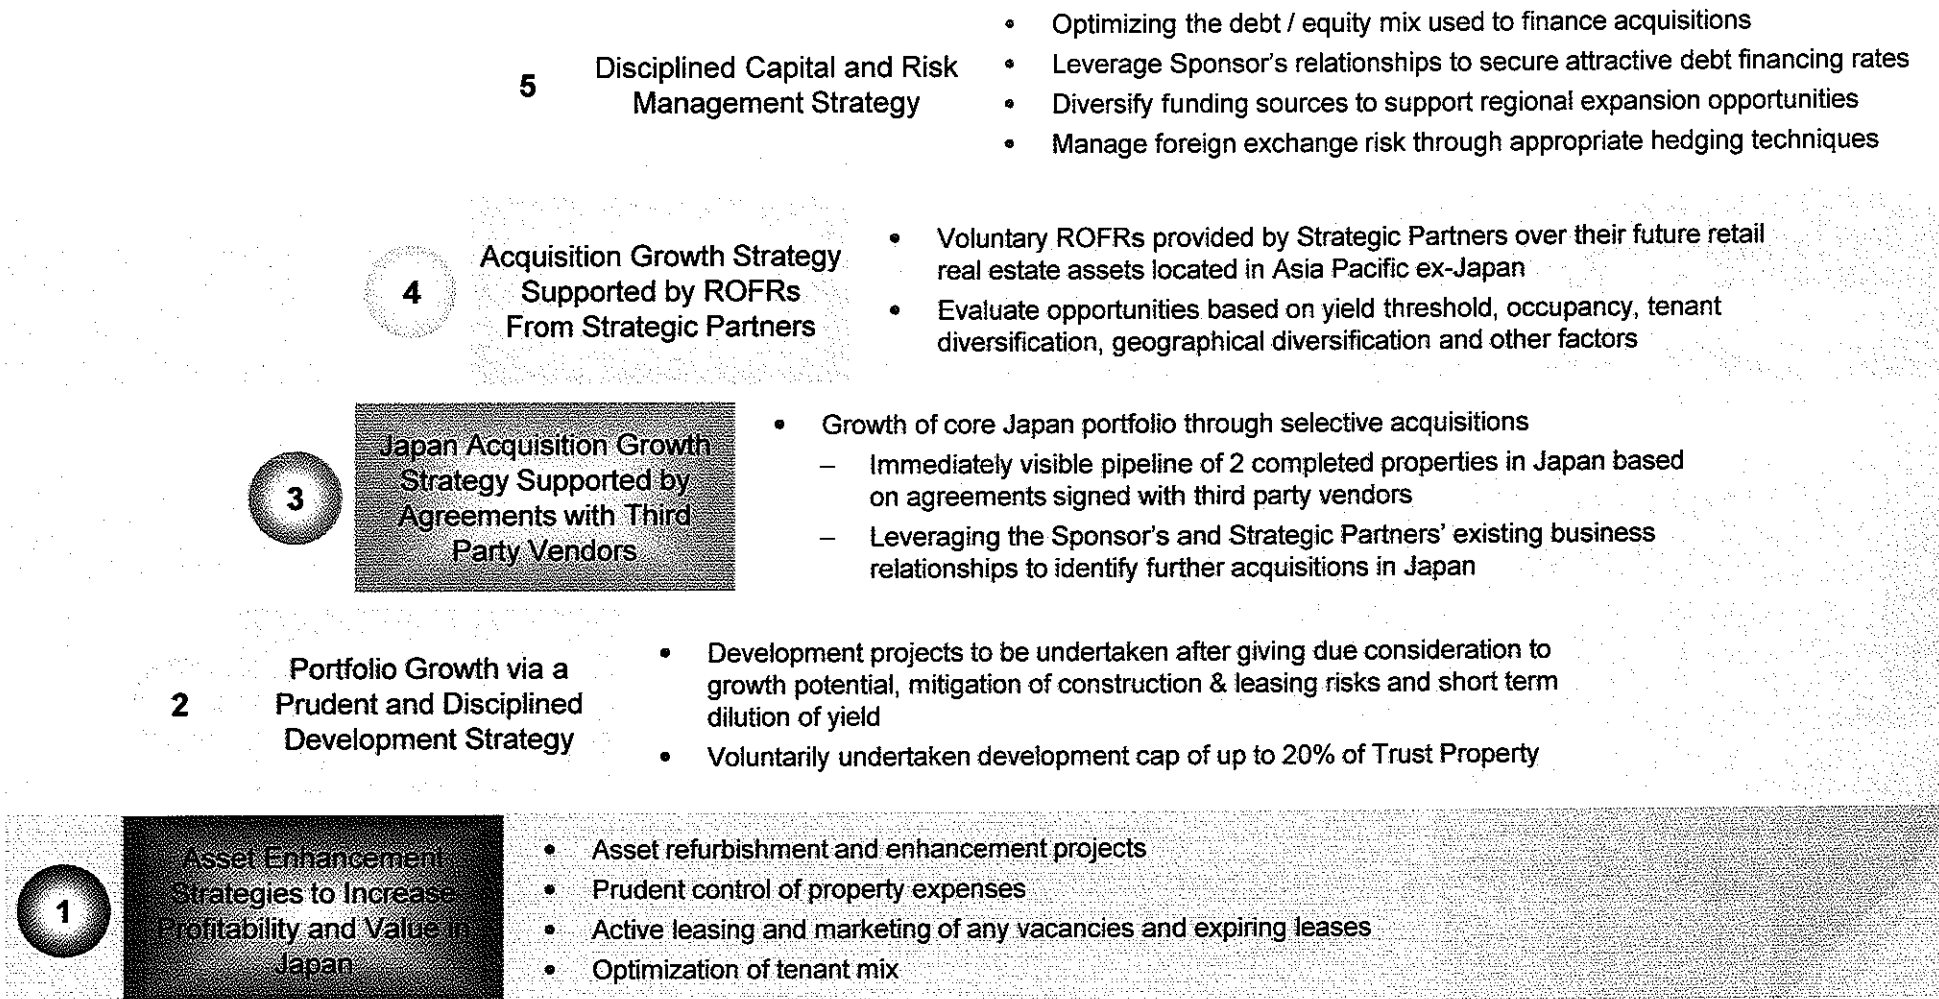 5
Disciplined Capital and Risk
Management Strategy
• Optimizing the debt / equity mix used to finance acquisitions
• Leverage Sponsor's relationships to secure attractive debt financing rates
• Diversify funding sources to support regional expansion opportunities
• Manage foreign exchange risk through appropriate hedging techniques
4
Acquisition Growth Strategy
Supported by ROFRs
From Strategic Partners
• Voluntary ROFRs provided by Strategic Partners over their future retail
real estate assets located in Asia Pacific ex-Japan
• Evaluate opportunities based on yield threshold, occupancy, tenant
diversification, geographical diversification and other factors
3
Japan Acquisition Growth
Strategy Supported by
Agreements with Third
Party Vendors
• Growth of core Japan portfolio through selective acquisitions
– Immediately visible pipeline of 2 completed properties in Japan based
on agreements signed with third party vendors
– Leveraging the Sponsor's and Strategic Partners' existing business
relationships to identify further acquisitions in Japan
2
Portfolio Growth via a
Prudent and Disciplined
Development Strategy
• Development projects to be undertaken after giving due consideration to
growth potential, mitigation of construction & leasing risks and short term
dilution of yield
• Voluntarily undertaken development cap of up to 20% of Trust Property
1
Asset Enhancement
Strategies to Increase
Profitability and Value in
Japan
• Asset refurbishment and enhancement projects
• Prudent control of property expenses
• Active leasing and marketing of any vacancies and expiring leases
• Optimization of tenant mix